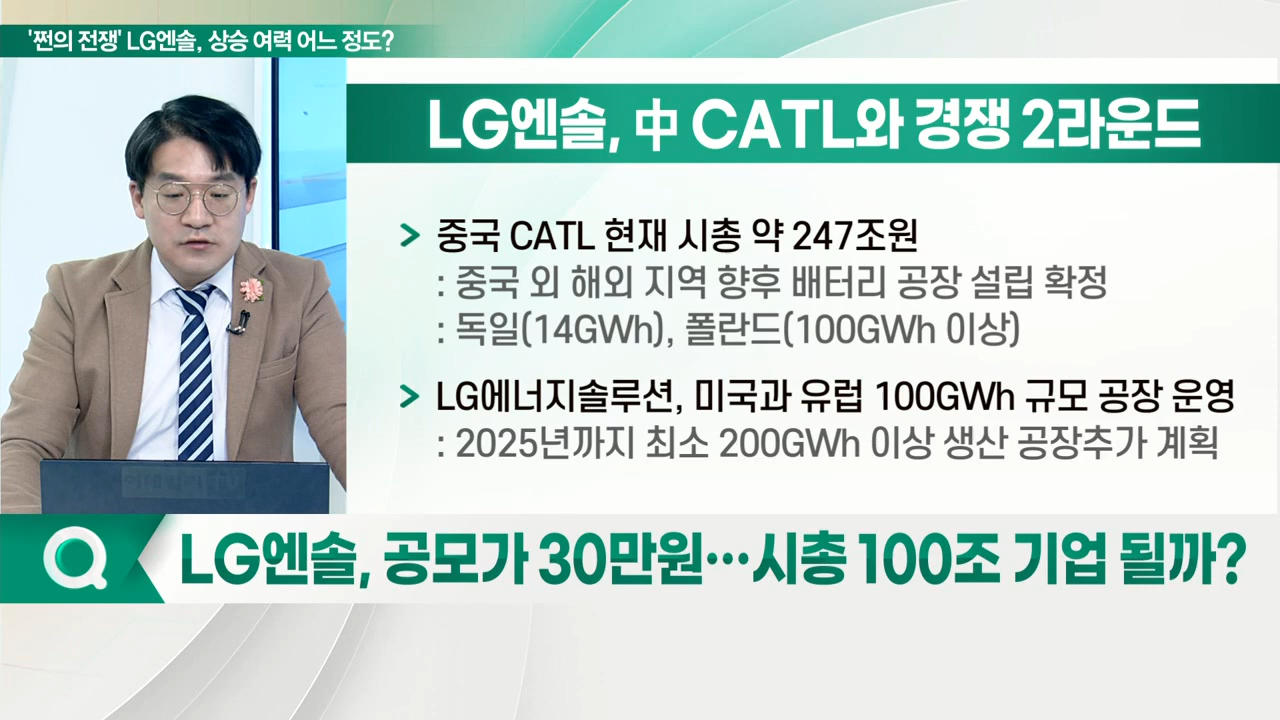 '쩐의 전쟁' LG엔솔, 상승 여력 어느 정도?
LG엔솔, 中 CATL와 경쟁 2라운드
> 중국 CATL 현재 시총 약 247조원
: 중국 외 해외 지역 향후 배터리 공장 설립 확정
: 독일(14GWh), 폴란드(100GWh 이상)
> LG에너지솔루션, 미국과 유럽 100GWh 규모 공장 운영
: 2025년까지 최소 200GWh 이상 생산 공장추가 계획
LG엔솔, 공모가 30만원…시총 100조 기업 될까?